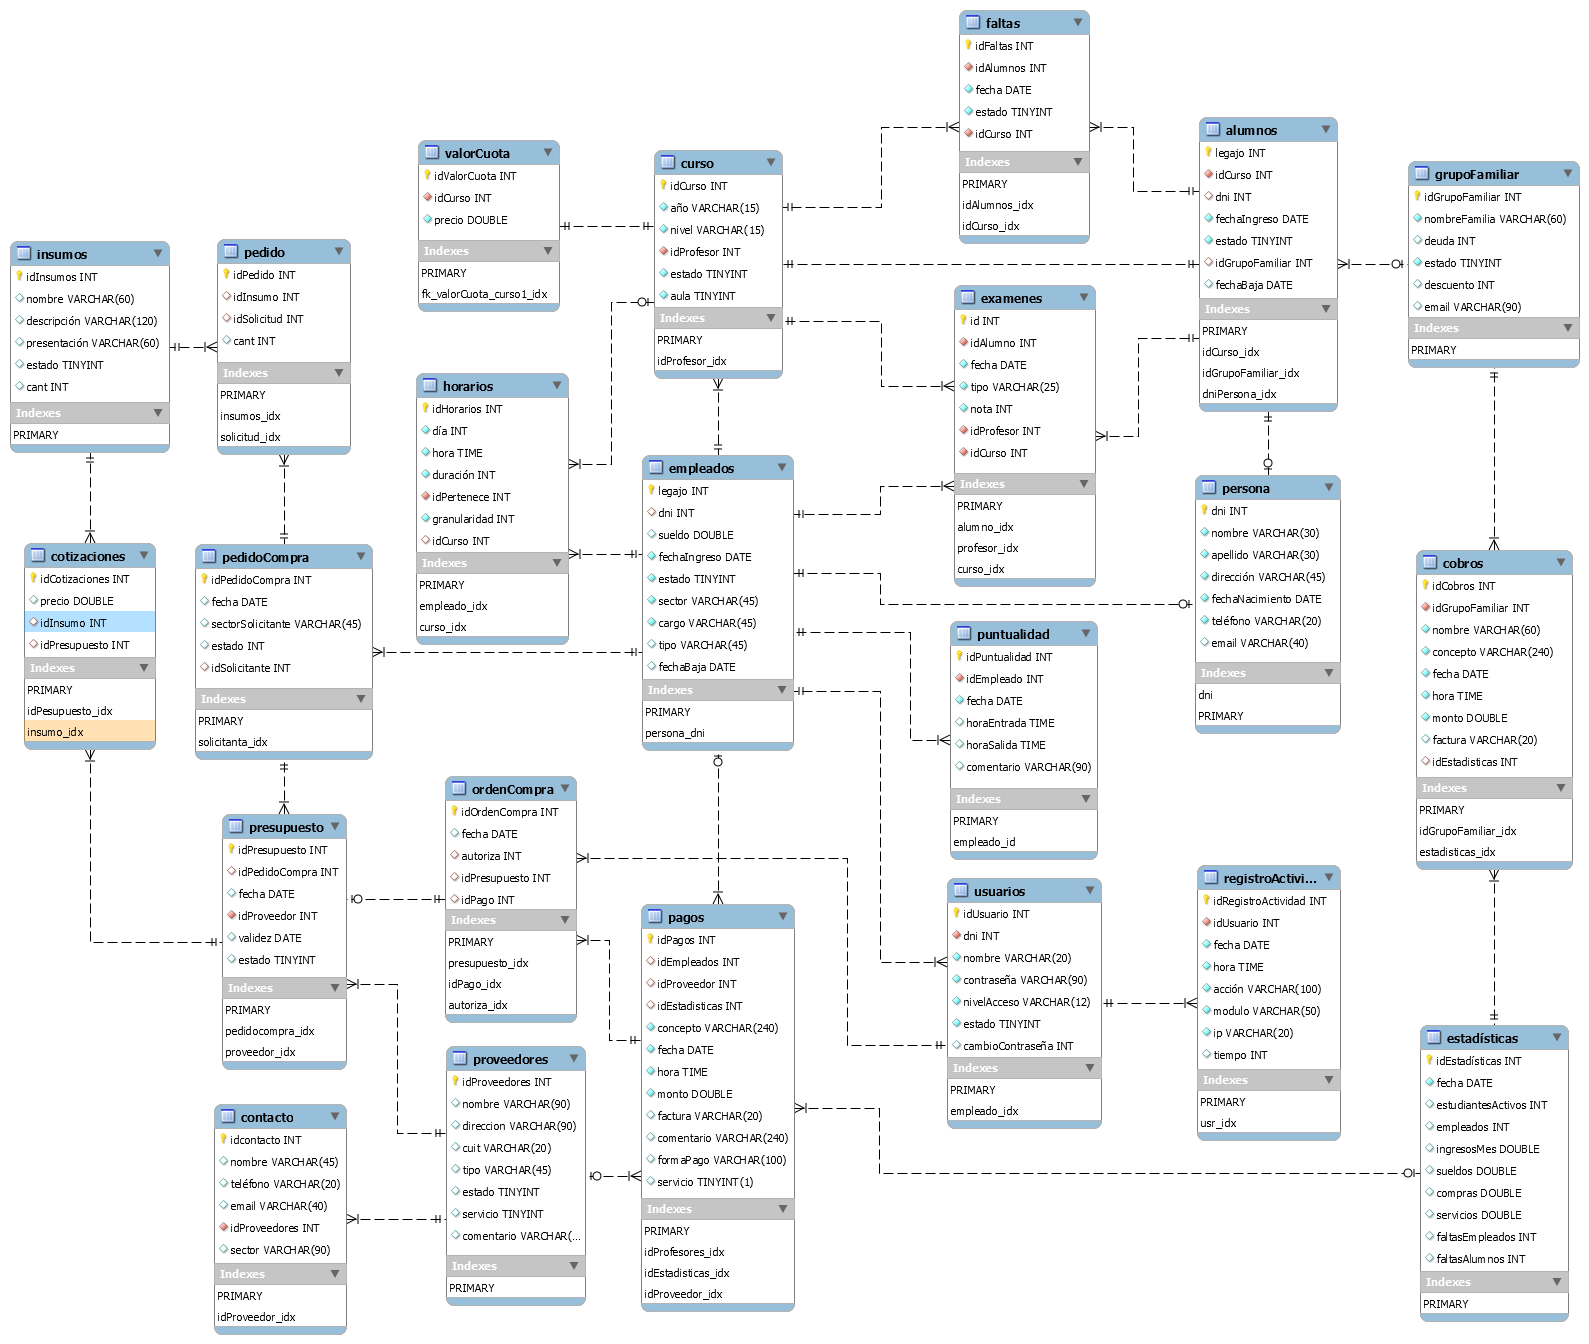 faltas
idFaltas INT
idAlumnos INT
fecha DATE
estado TINYINT
idCurso INT
Indexes
PRIMARY
idAlumnos_idx
idCurso_idx
alumnos
legajo INT
idCurso INT
dni INT
fechaIngreso DATE
estado TINYINT
idGrupoFamiliar INT
fechaBaja DATE
Indexes
PRIMARY
idCurso_idx
idGrupoFamiliar_idx
dniPersona_idx
valorCuota
idValorCuota INT
idCurso INT
precio DOUBLE
Indexes
PRIMARY
fk_valorCuota_curso1_idx
curso
idCurso INT
año VARCHAR(15)
nivel VARCHAR(15)
idProfesor INT
estado TINYINT
aula TINYINT
Indexes
PRIMARY
idProfesor_idx
grupoFamiliar
idGrupoFamiliar INT
nombreFamilia VARCHAR(60)
deuda INT
estado TINYINT
descuento INT
email VARCHAR(90)
Indexes
PRIMARY
insumos
idInsumos INT
nombre VARCHAR(60)
descripción VARCHAR(120)
presentación VARCHAR(60)
estado TINYINT
cant INT
Indexes
PRIMARY
pedido
idPedido INT
idInsumo INT
idSolicitud INT
cant INT
Indexes
PRIMARY
insumos_idx
solicitud_idx
examenes
id INT
idAlumno INT
fecha DATE
tipo VARCHAR(25)
nota INT
idProfesor INT
idCurso INT
Indexes
PRIMARY
alumno_idx
profesor_idx
curso_idx
horarios
idHorarios INT
día INT
hora TIME
duración INT
idPertenece INT
granularidad INT
idCurso INT
Indexes
PRIMARY
empleado_idx
curso_idx
empleados
legajo INT
dni INT
sueldo DOUBLE
fechaIngreso DATE
estado TINYINT
sector VARCHAR(45)
cargo VARCHAR(45)
tipo VARCHAR(45)
fechaBaja DATE
Indexes
PRIMARY
persona_dni
persona
dni INT
nombre VARCHAR(30)
apellido VARCHAR(30)
dirección VARCHAR(45)
fechaNacimiento DATE
teléfono VARCHAR(20)
email VARCHAR(40)
Indexes
dni
PRIMARY
cotizaciones
idCotizaciones INT
precio DOUBLE
idInsumo INT
idPresupuesto INT
Indexes
PRIMARY
idPesupuesto_idx
insumo_idx
pedidoCompra
idPedidoCompra INT
fecha DATE
sectorSolicitante VARCHAR(45)
estado INT
idSolicitante INT
Indexes
PRIMARY
solicitanta_idx
cobros
idCobros INT
idGrupoFamiliar INT
nombre VARCHAR(60)
concepto VARCHAR(240)
fecha DATE
hora TIME
monto DOUBLE
factura VARCHAR(20)
idEstadisticas INT
Indexes
PRIMARY
idGrupoFamiliar_idx
estadisticas_idx
puntualidad
idPuntualidad INT
idEmpleado INT
fecha DATE
horaEntrada TIME
horaSalida TIME
comentario VARCHAR(90)
Indexes
PRIMARY
empleado_id
ordenCompra
idOrdenCompra INT
fecha DATE
autoriza INT
idPresupuesto INT
idPago INT
Indexes
PRIMARY
presupuesto_idx
idPago_idx
autoriza_idx
presupuesto
idPresupuesto INT
idPedidoCompra INT
fecha DATE
idProveedor INT
validez DATE
estado TINYINT
Indexes
PRIMARY
pedidocompra_idx
proveedor_idx
usuarios
idUsuario INT
dni INT
nombre VARCHAR(20)
contraseña VARCHAR(90)
nivelAcceso VARCHAR(12)
estado TINYINT
cambioContraseña INT
Indexes
PRIMARY
empleado_idx
registroActivi...
idRegistroActividad INT
idUsuario INT
fecha DATE
hora TIME
acción VARCHAR(100)
modulo VARCHAR(50)
ip VARCHAR(20)
tiempo INT
Indexes
PRIMARY
usr_idx
pagos
idPagos INT
idEmpleados INT
idProveedor INT
idEstadisticas INT
concepto VARCHAR(240)
fecha DATE
hora TIME
monto DOUBLE
factura VARCHAR(20)
comentario VARCHAR(240)
formaPago VARCHAR(100)
servicio TINYINT(1)
Indexes
PRIMARY
idProfesores_idx
idEstadisticas_idx
idProveedor_idx
estadísticas
idEstadísticas INT
fecha DATE
estudiantesActivos INT
empleados INT
ingresosMes DOUBLE
sueldos DOUBLE
compras DOUBLE
servicios DOUBLE
faltasEmpleados INT
faltasAlumnos INT
Indexes
PRIMARY
proveedores
idProveedores INT
nombre VARCHAR(90)
direccion VARCHAR(90)
cuit VARCHAR(20)
tipo VARCHAR(45)
estado TINYINT
servicio TINYINT
comentario VARCHAR(...
Indexes
PRIMARY
contacto
idcontacto INT
nombre VARCHAR(45)
teléfono VARCHAR(20)
email VARCHAR(40)
idProveedores INT
sector VARCHAR(90)
Indexes
PRIMARY
idProveedor_idx